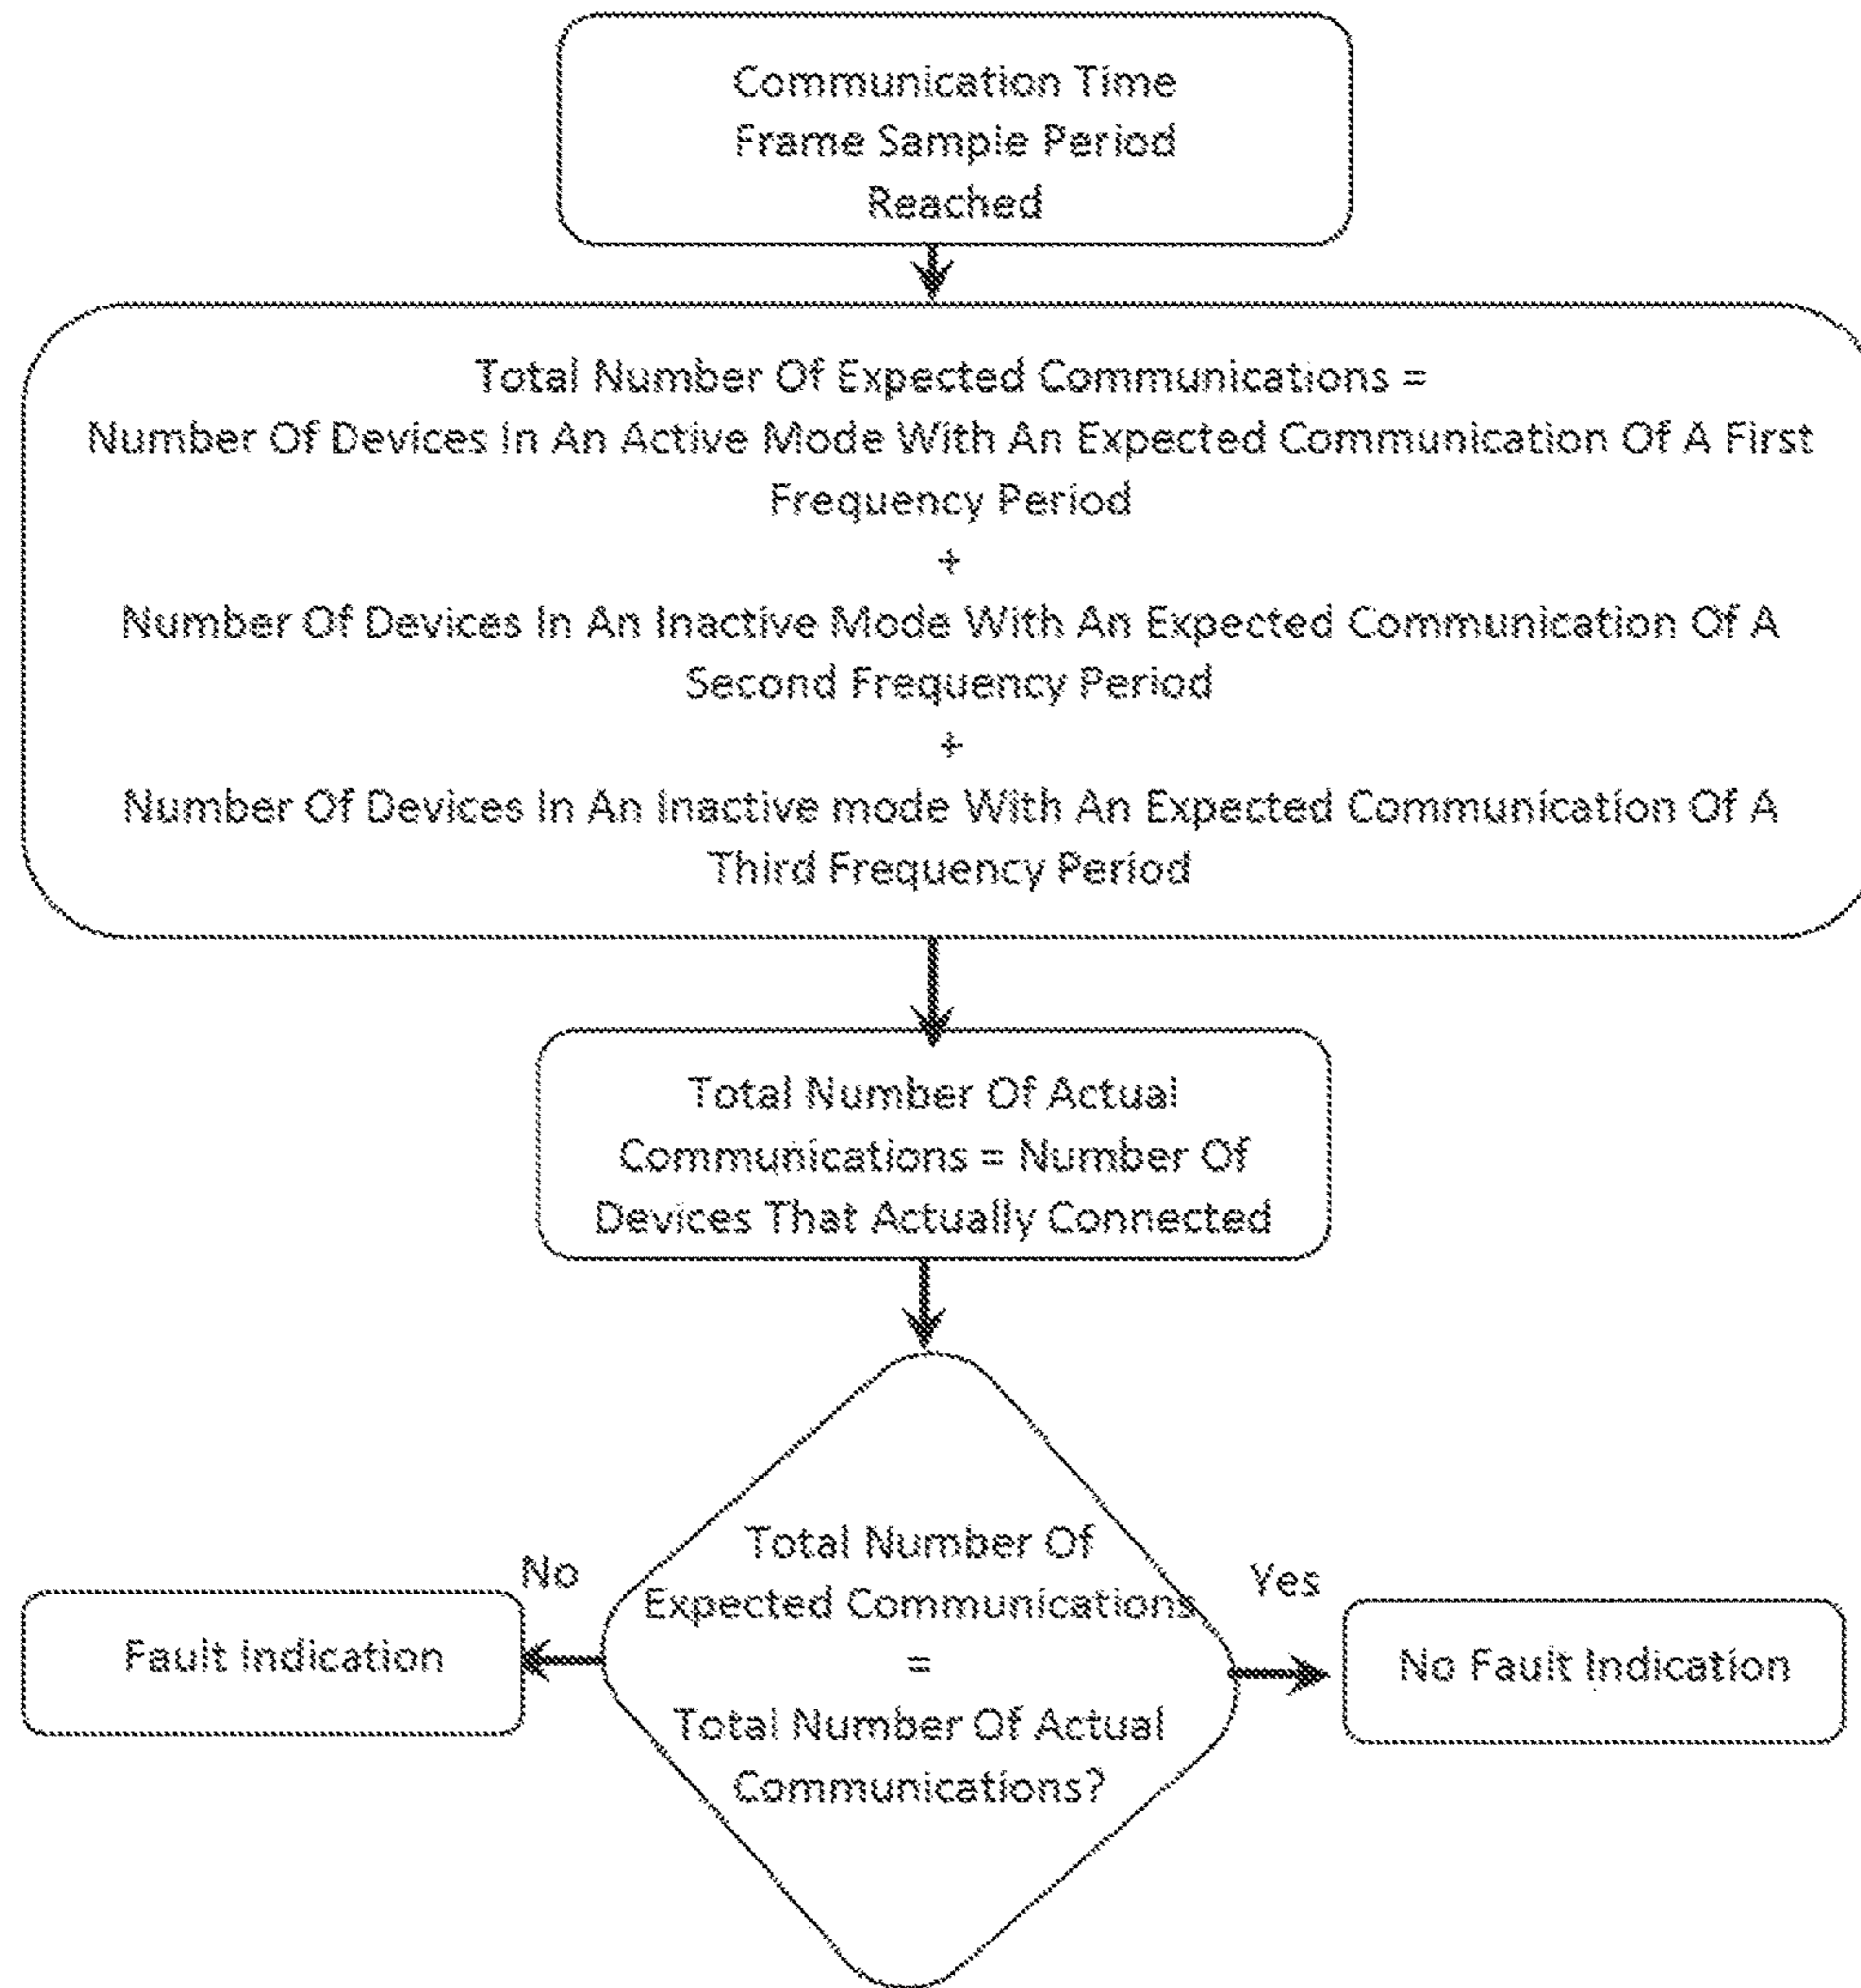 Communication Time
Frame Sample Period
Reached
Total Number Of Expected Communications =
Number Of Devices In An Active Mode With An Expected Communication Of A First
Frequency Period
+
Number Of Devices In An Inactive Mode With An Expected Communication Of A
Second Frequency Period
+
Number Of Devices In An Inactive mode With An Expected Communication Of A
Third Frequency Period
Total Number Of Actual
Communications = Number Of
Devices That Actually Connected
Total Number Of
Expected Communications
=
Total Number Of Actual
Communications?
No
Fault Indication
Yes
No Fault Indication